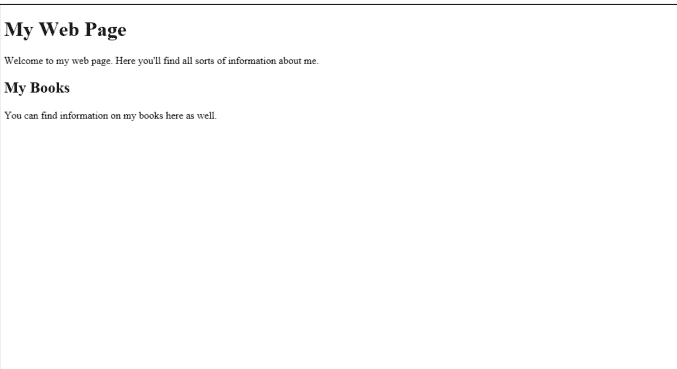 My Web Page
Welcome to my web page. Here you'll find all sorts of information about me.
My Books
You can find information on my books here as well.